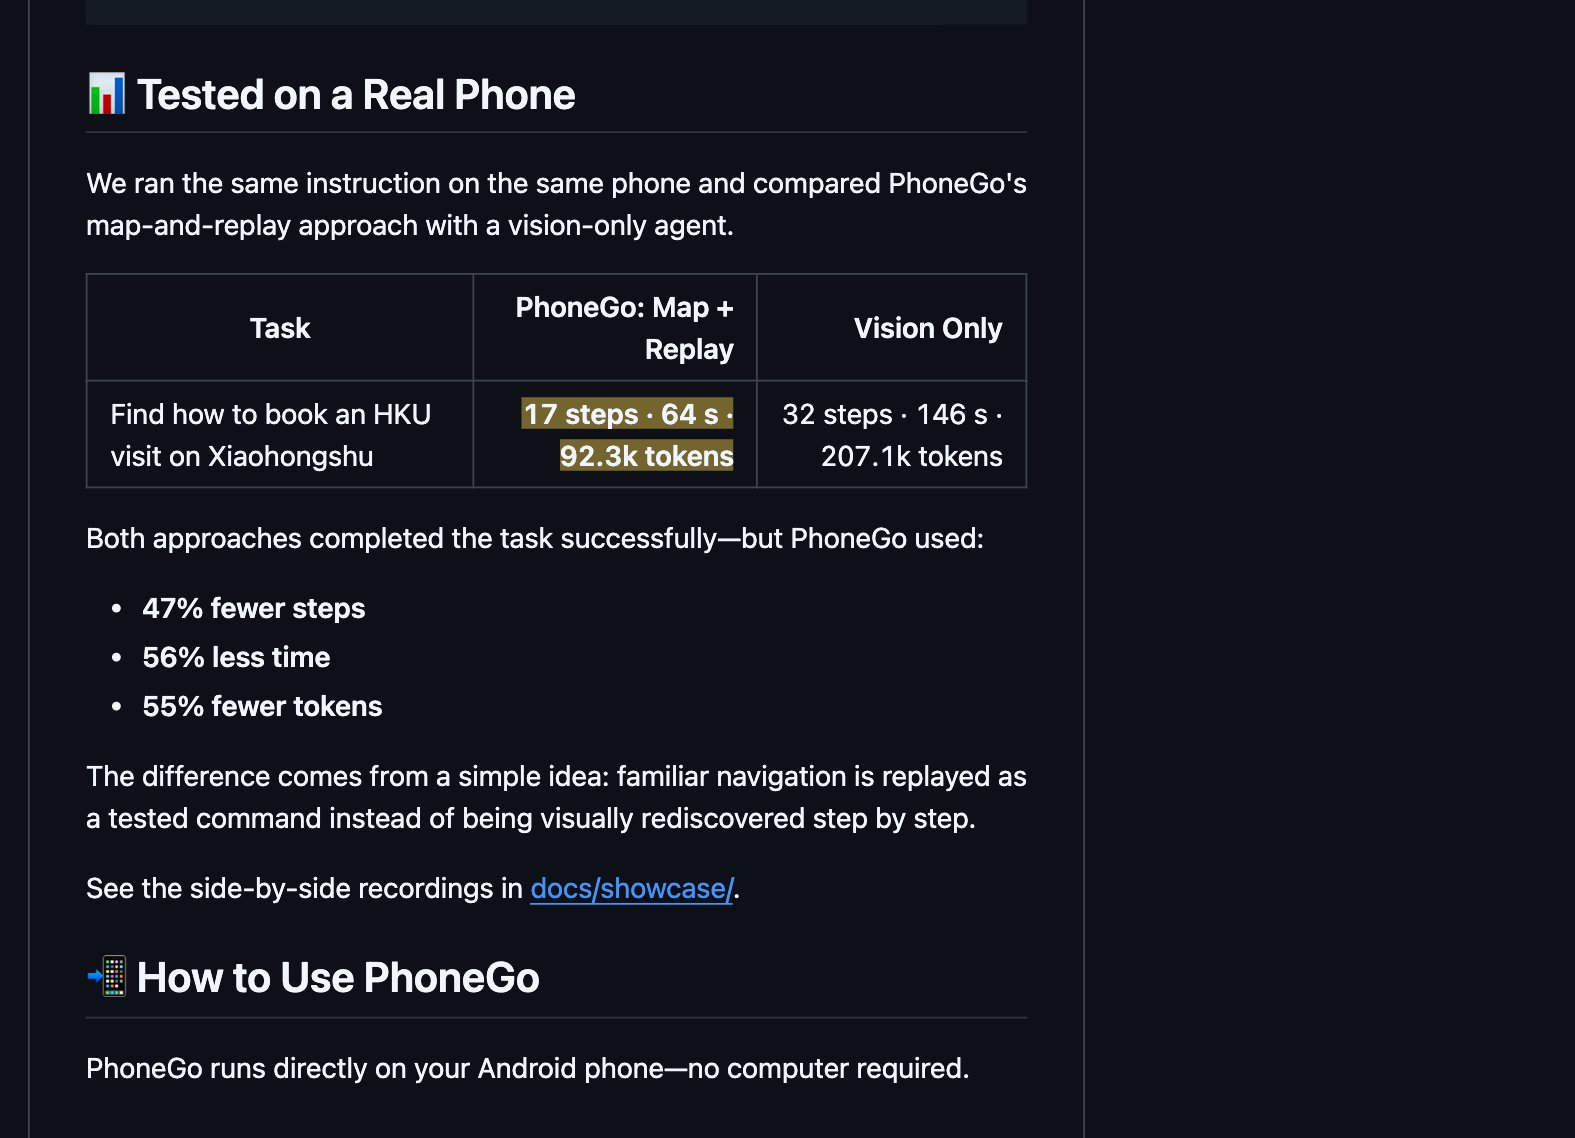 📊 Tested on a Real Phone
We ran the same instruction on the same phone and compared PhoneGo's
map-and-replay approach with a vision-only agent.
Task
PhoneGo: Map +
Replay
Vision Only
Find how to book an HKU
visit on Xiaohongshu
17 steps · 64 s ·
92.3k tokens
32 steps · 146 s ·
207.1k tokens
Both approaches completed the task successfully—but PhoneGo used:
• 47% fewer steps
• 56% less time
• 55% fewer tokens
The difference comes from a simple idea: familiar navigation is replayed as
a tested command instead of being visually rediscovered step by step.
See the side-by-side recordings in docs/showcase/.
📲 How to Use PhoneGo
PhoneGo runs directly on your Android phone—no computer required.